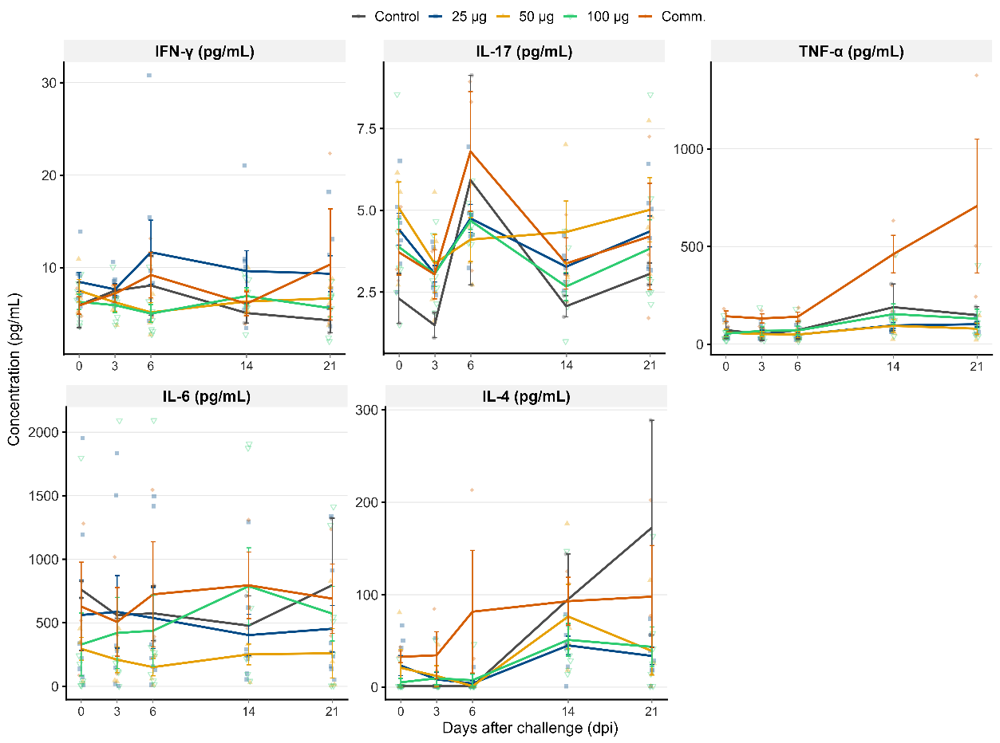 Control 25 μg 50 μg 100 μg Comm.
IFN-γ (pg/mL)
30
20
10
0 3 6 14 21
IL-17 (pg/mL)
7.5
5.0
2.5
0 3 6 14 21
TNF-α (pg/mL)
1000
500
0
0 3 6 14 21
Concentration (pg/mL)
IL-6 (pg/mL)
2000
1500
1000
500
0
0 3 6 14 21
IL-4 (pg/mL)
300
200
100
0
0 3 6 14 21
Days after challenge (dpi)